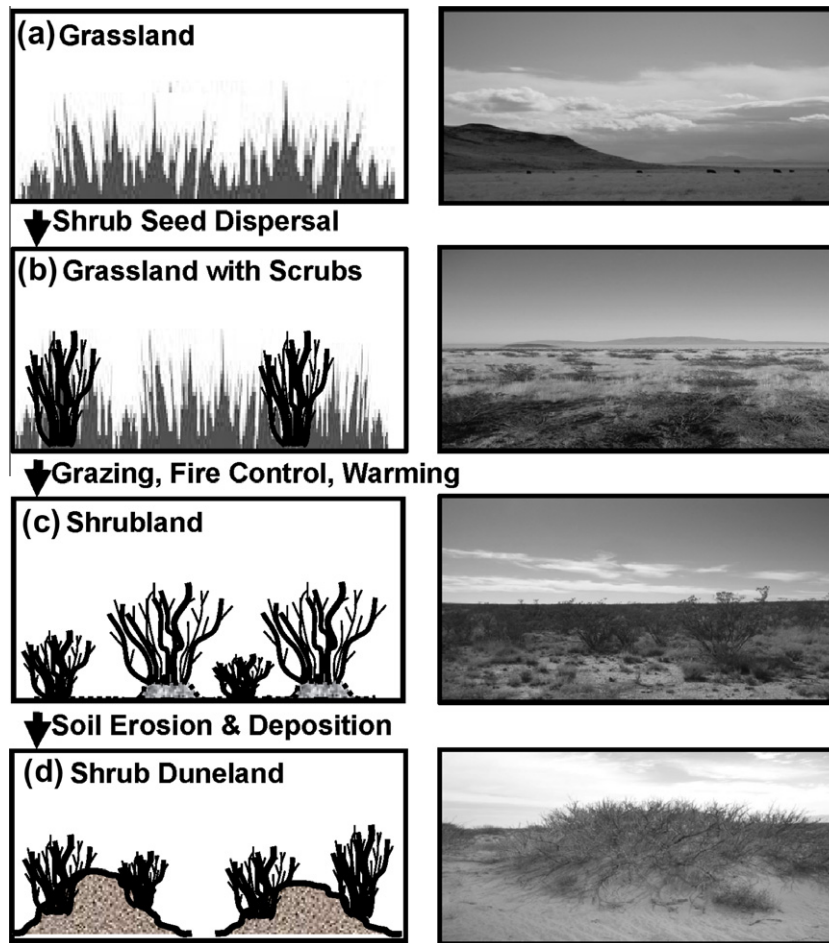 (a) Grassland
Shrub Seed Dispersal
(b) Grassland with Scrubs
Grazing, Fire Control, Warming
(c) Shrubland
Soil Erosion & Deposition
(d) Shrub Duneland